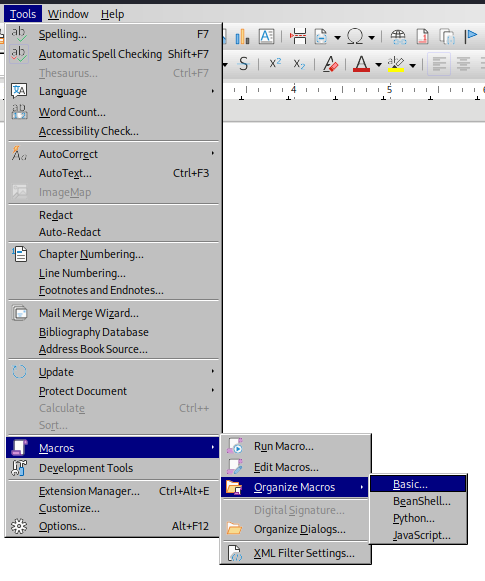 Tools Window Help
Spelling... F7
Automatic Spell Checking Shift+F7
Thesaurus... Ctrl+F7
Language
Word Count...
Accessibility Check...
AutoCorrect
AutoText... Ctrl+F3
ImageMap
Redact
Auto-Redact
Chapter Numbering...
Line Numbering...
Footnotes and Endnotes...
Mail Merge Wizard...
Bibliography Database
Address Book Source...
Update
Protect Document
Calculate Ctrl++
Sort...
Macros
Development Tools
Extension Manager... Ctrl+Alt+E
Customize...
Options... Alt+F12
Run Macro...
Edit Macros...
Organize Macros
Digital Signature...
Organize Dialogs...
XML Filter Settings...
Basic...
BeanShell...
Python...
JavaScript...
4 5 6